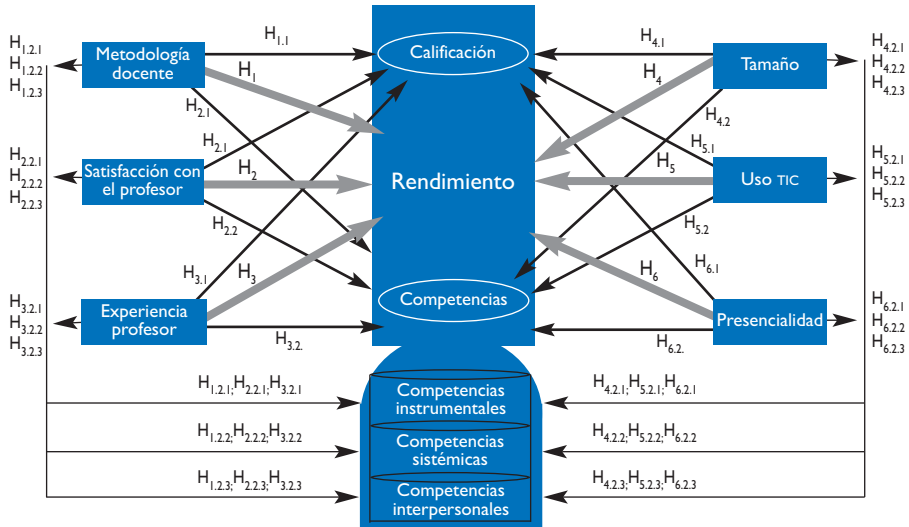 H1.1
Calificación
H4.1
H1.2.1
H1.2.2
H1.2.3
Metodología
docente
H1
H2.1
H4
H4.2
Tamaño
H4.2.1
H4.2.2
H4.2.3
H2.1
H5.1
H2.2.1
H2.2.2
H2.2.3
Satisfacción con
el profesor
H2
Rendimiento
H5
Uso TIC
H5.2.1
H5.2.2
H5.2.3
H2.2
H5.2
H3.1
H3
H6
H6.1
H3.2.1
H3.2.2
H3.2.3
Experiencia
profesor
H3.2.
Competencias
H6.2.
Presencialidad
H6.2.1
H6.2.2
H6.2.3
H1.2.1;H2.2.1;H3.2.1
Competencias
instrumentales
H4.2.1;H5.2.1;H6.2.1
H1.2.2;H2.2.2;H3.2.2
Competencias
sistémicas
H4.2.2;H5.2.2;H6.2.2
H1.2.3;H2.2.3;H3.2.3
Competencias
interpersonales
H4.2.3;H5.2.3;H6.2.3